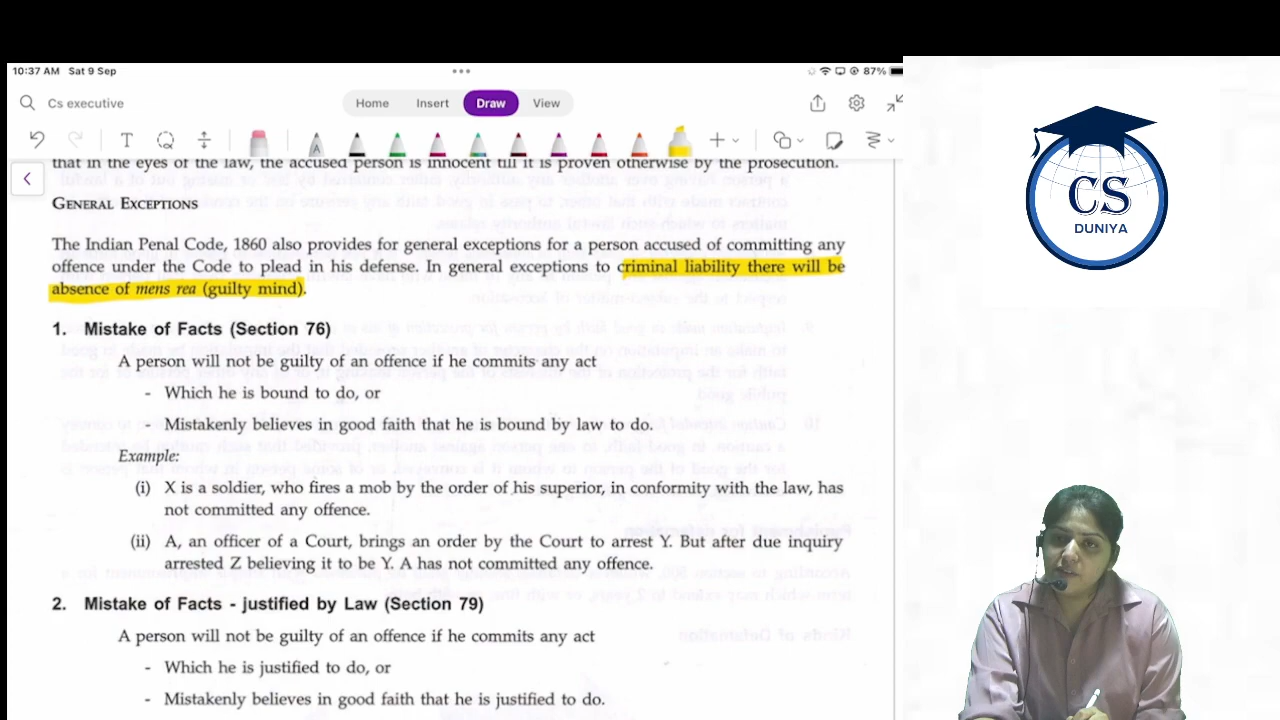 10:37 AM Sat 9 Sep
87%
Cs executive
Home Insert Draw View
that in the eyes of the law, the accused person is innocent till it is proven otherwise by the prosecution.
GENERAL EXCEPTIONS
The Indian Penal Code, 1860 also provides for general exceptions for a person accused of committing any
offence under the Code to plead in his defense. In general exceptions to criminal liability there will be
absence of mens rea (guilty mind).
1. Mistake of Facts (Section 76)
A person will not be guilty of an offence if he commits any act
- Which he is bound to do, or
- Mistakenly believes in good faith that he is bound by law to do.
Example:
(i) X is a soldier, who fires a mob by the order of his superior, in conformity with the law, has
not committed any offence.
(ii) A, an officer of a Court, brings an order by the Court to arrest Y. But after due inquiry
arrested Z believing it to be Y. A has not committed any offence.
2. Mistake of Facts - justified by Law (Section 79)
A person will not be guilty of an offence if he commits any act
- Which he is justified to do, or
- Mistakenly believes in good faith that he is justified to do.
CS
DUNIYA